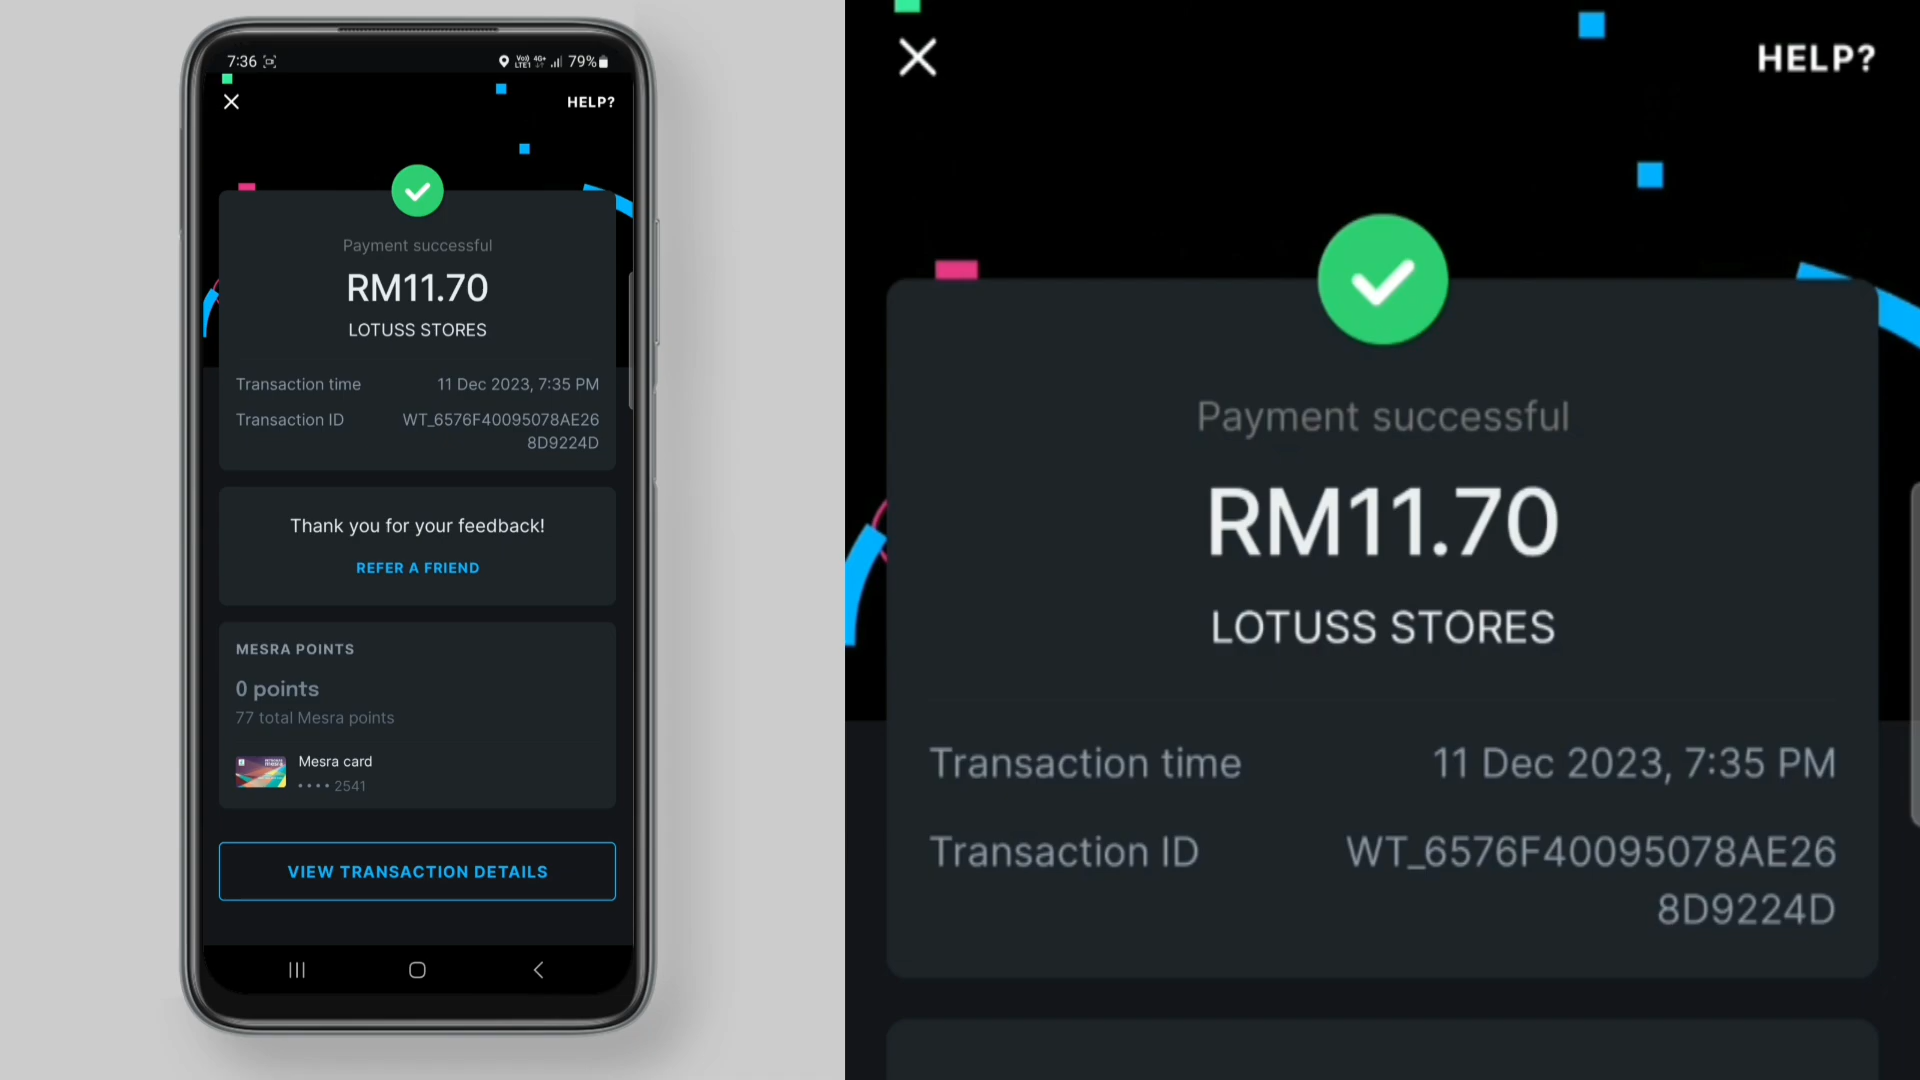 7:36
Vo)) 4G+ 79%
LTE1
HELP?
Payment successful
RM11.70
LOTUSS STORES
Transaction time 11 Dec 2023, 7:35 PM
Transaction ID WT_6576F40095078AE26
8D9224D
Thank you for your feedback!
REFER A FRIEND
MESRA POINTS
0 points
77 total Mesra points
Mesra card
•••• 2541
VIEW TRANSACTION DETAILS
HELP?
Payment successful
RM11.70
LOTUSS STORES
Transaction time 11 Dec 2023, 7:35 PM
Transaction ID WT_6576F40095078AE26
8D9224D